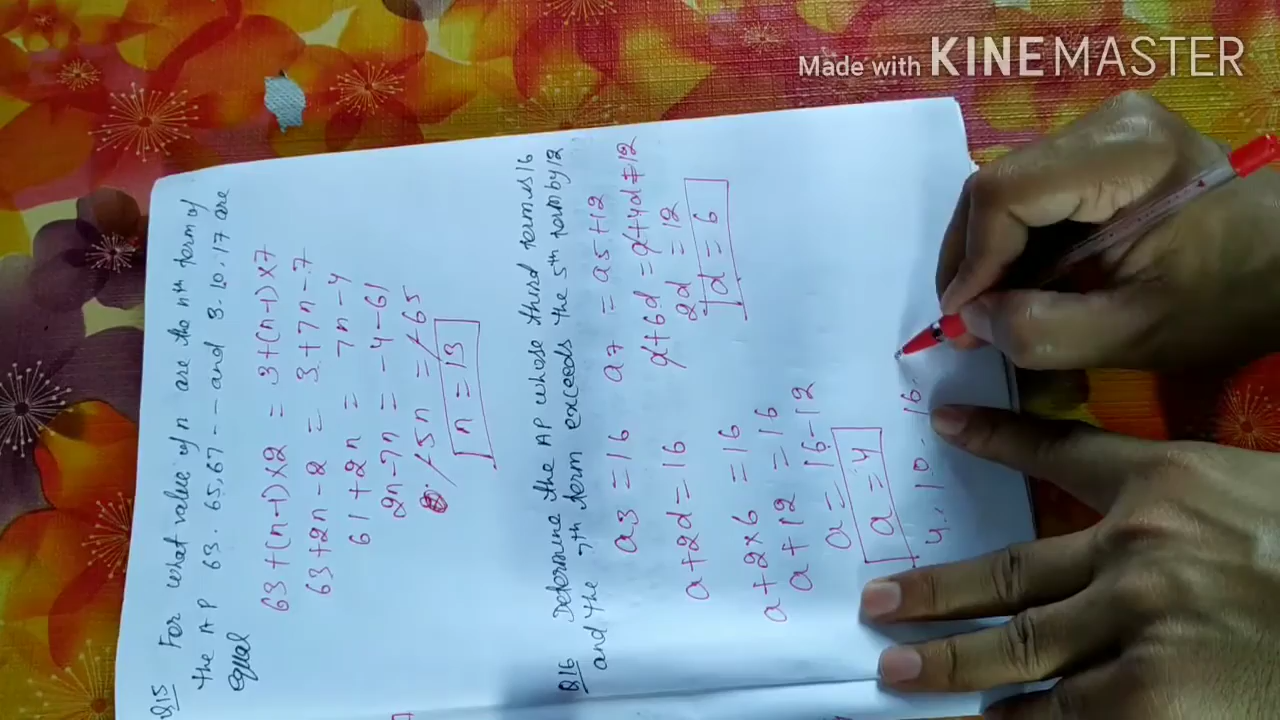 Made with KINEMASTER
Q15 For what value of n are the nth term of
the AP 63. 65, 67 -- and 3. 10. 17 are
equal
63+(n-1)×2 = 3+(n-1)×7
63+2n-2 = 3+7n-7
61+2n = 7n-4
2n-7n = -4-61
-5n = -65
n = 13
Q16 Determine the AP whose third term is 16
and the 7th term exceeds the 5th term by 12
a3 = 16 a7 = a5+12
a+2d = 16 a+6d = a+4d+12
2d = 12
a+2×6 = 16 d = 6
a+12 = 16
a = 16-12
a = 4
4. 10. 16.